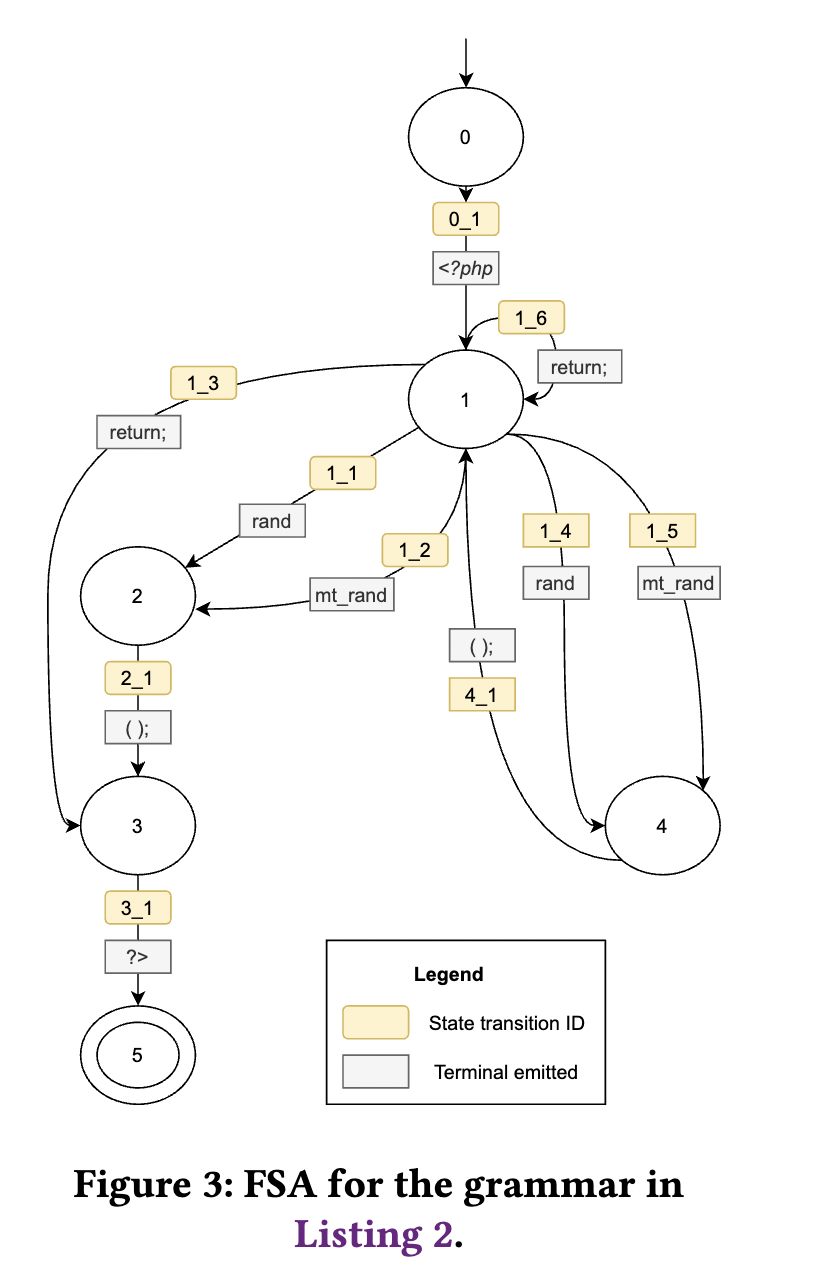 0
0_1
<?php
1_6
return;
1
1_3
return;
1_1
rand
1_2
mt_rand
1_4
rand
1_5
mt_rand
2
2_1
( );
( );
4_1
3
4
3_1
?>
5
Legend
State transition ID
Terminal emitted
Figure 3: FSA for the grammar in
Listing 2.